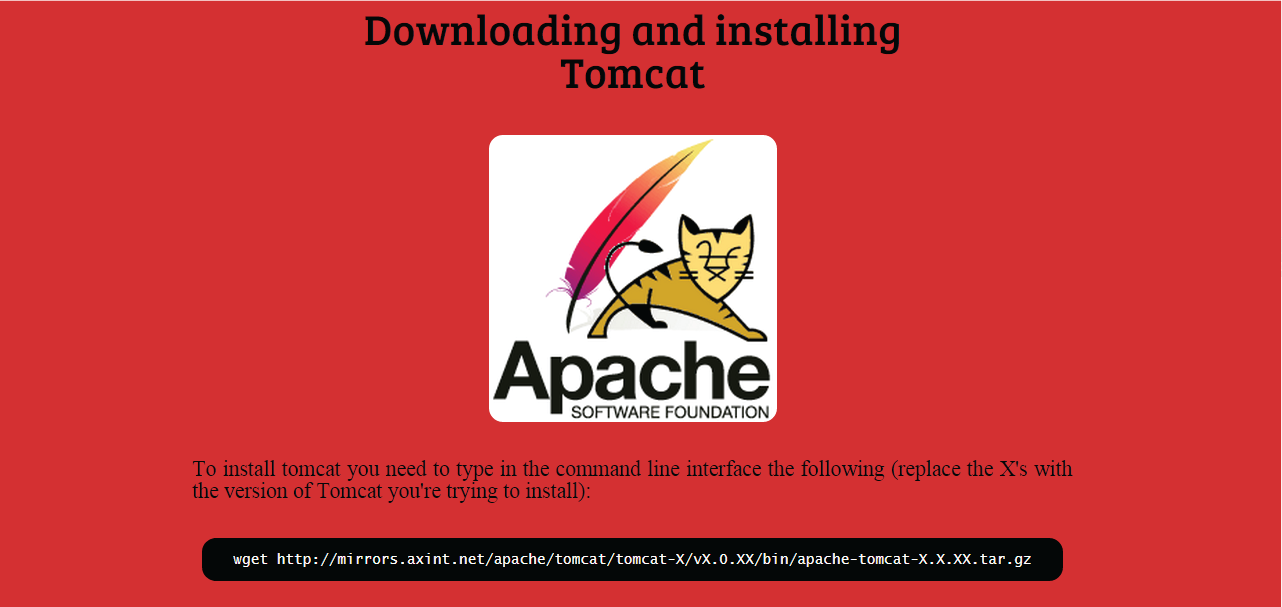 Downloading and installing
Tomcat
Apache
SOFTWARE FOUNDATION
To install tomcat you need to type in the command line interface the following (replace the X's with
the version of Tomcat you're trying to install):
wget http://mirrors.axint.net/apache/tomcat/tomcat-X/vX.0.XX/bin/apache-tomcat-X.X.XX.tar.gz